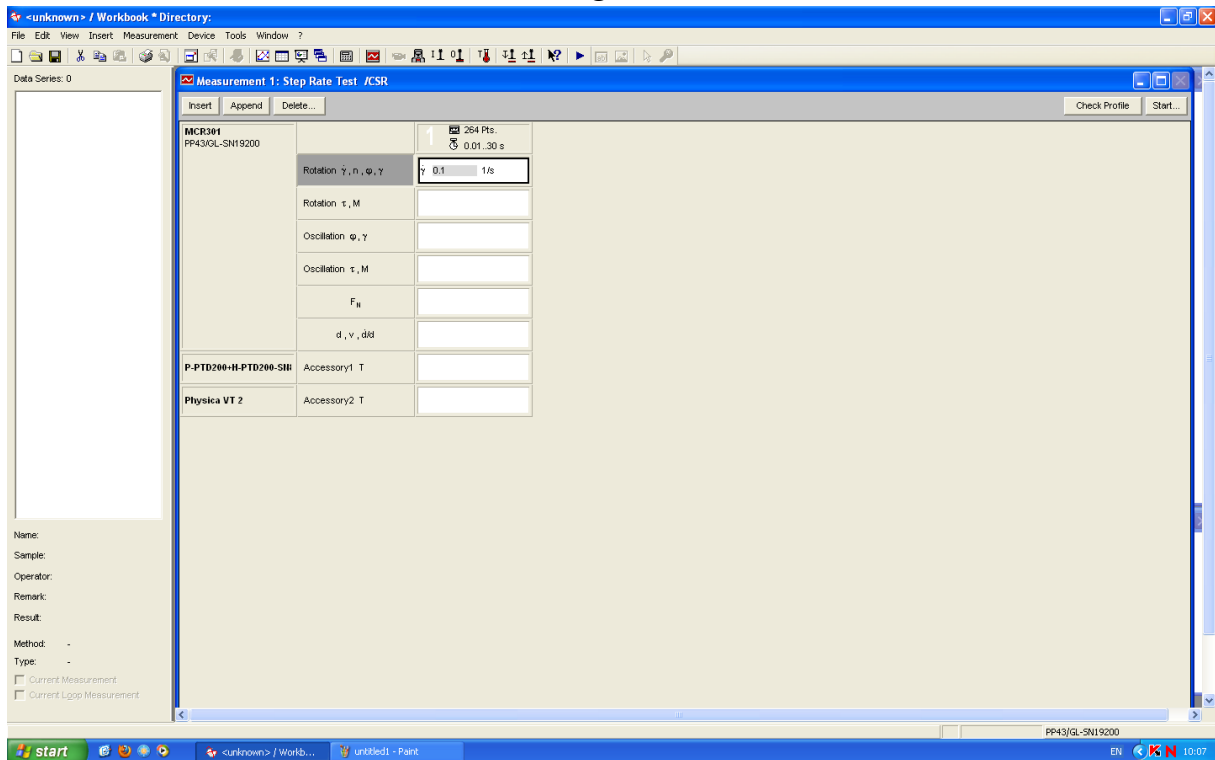 <unknown> / Workbook * Directory:
File Edit View Insert Measurement Device Tools Window ?
Data Series: 0
Measurement 1: Step Rate Test /CSR
Insert Append Delete... Check Profile Start...
MCR301
PP43/GL-SN19200
1 264 Pts.
0.01..30 s
Rotation γ̇, n, φ, γ γ̇ 0.1 1/s
Rotation τ, M
Oscillation φ, γ
Oscillation τ, M
F_N
d, v, ḋ/d
P-PTD200+H-PTD200-SN8 Accessory1 T
Physica VT 2 Accessory2 T
Name:
Sample:
Operator:
Remark:
Result:
Method: -
Type: -
Current Measurement
Current Loop Measurement
PP43/GL-SN19200
start <unknown> / Workb... untitled1 - Paint EN K N 10:07